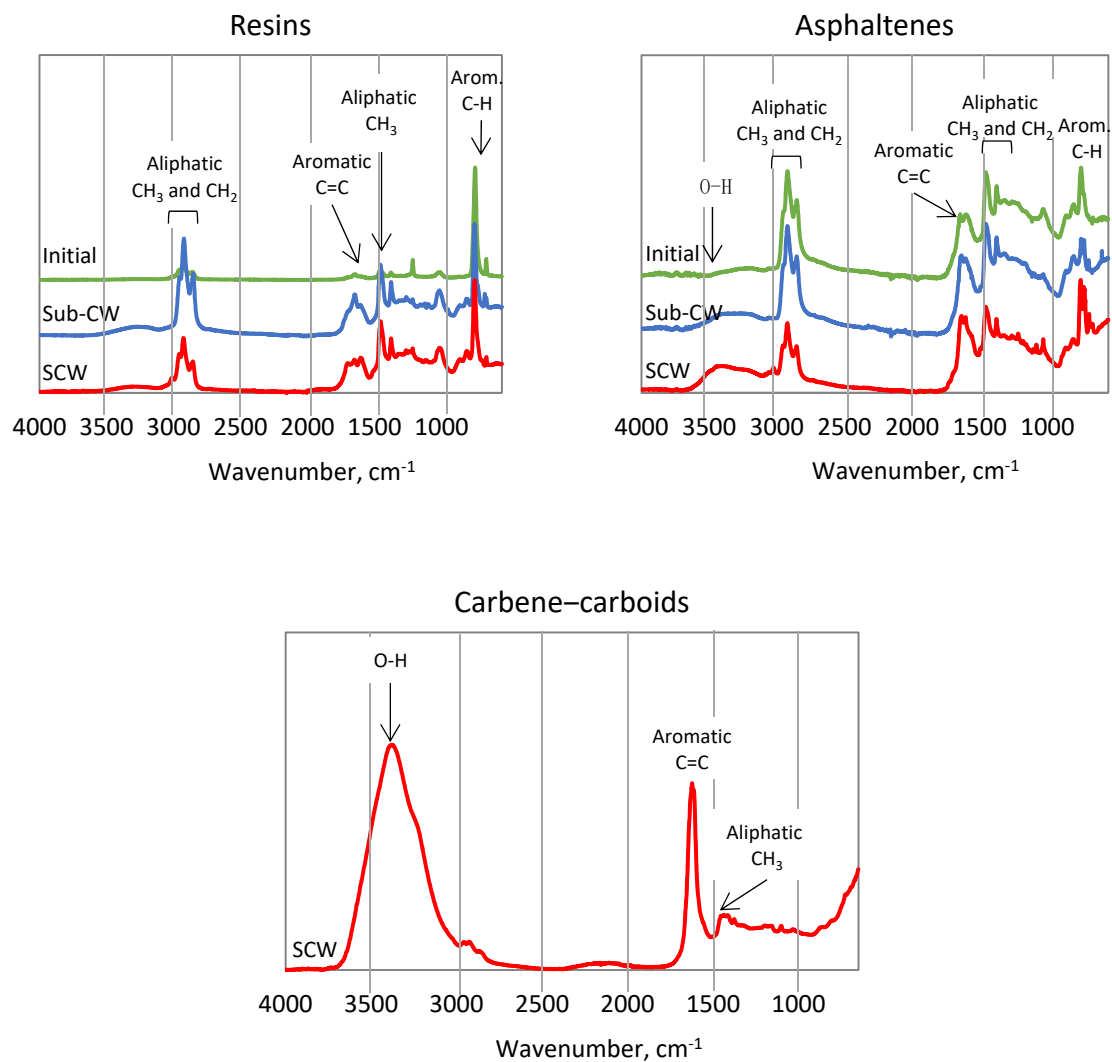 Resins
Arom.
C-H
Aliphatic
CH₃
Aliphatic
CH₃ and CH₂
Aromatic
C=C
Initial
Sub-CW
SCW
4000 3500 3000 2500 2000 1500 1000
Wavenumber, cm⁻¹
Asphaltenes
Aliphatic
CH₃ and CH₂
Aliphatic
CH₃ and CH₂
Arom.
C-H
Aromatic
C=C
O-H
Initial
Sub-CW
SCW
4000 3500 3000 2500 2000 1500 1000
Wavenumber, cm⁻¹
Carbene–carboids
O-H
Aromatic
C=C
Aliphatic
CH₃
SCW
4000 3500 3000 2500 2000 1500 1000
Wavenumber, cm⁻¹